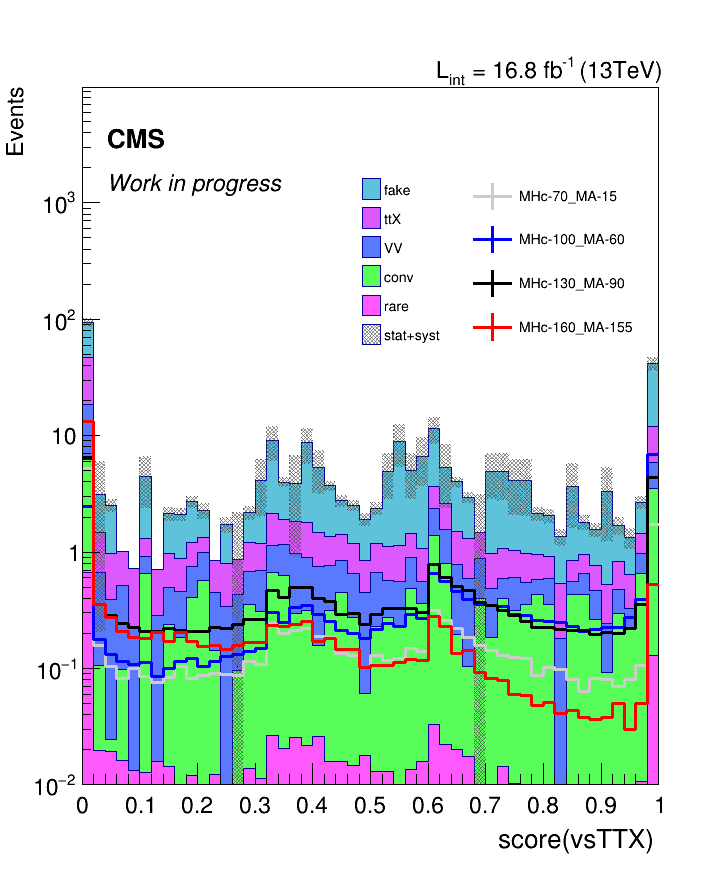 L_int = 16.8 fb^-1 (13TeV)
Events
CMS
Work in progress
fake
ttX
VV
conv
rare
stat+syst
MHc-70_MA-15
MHc-100_MA-60
MHc-130_MA-90
MHc-160_MA-155
10^3
10^2
10
1
10^-1
10^-2
0 0.1 0.2 0.3 0.4 0.5 0.6 0.7 0.8 0.9 1
score(vsTTX)